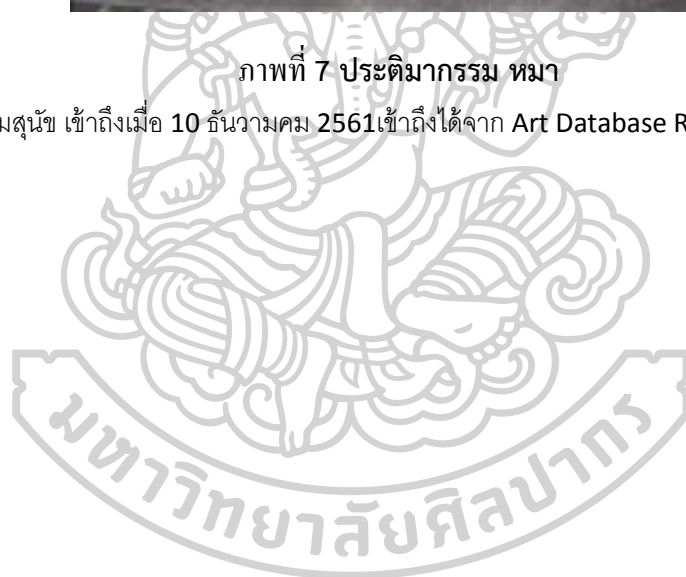 ภาพที่ 7 ประติมากรรม หมา
มสุนัข เข้าถึงเมื่อ 10 ธันวามคม 2561เข้าถึงได้จาก Art Database R
มหาวิทยาลัยศิลปากร